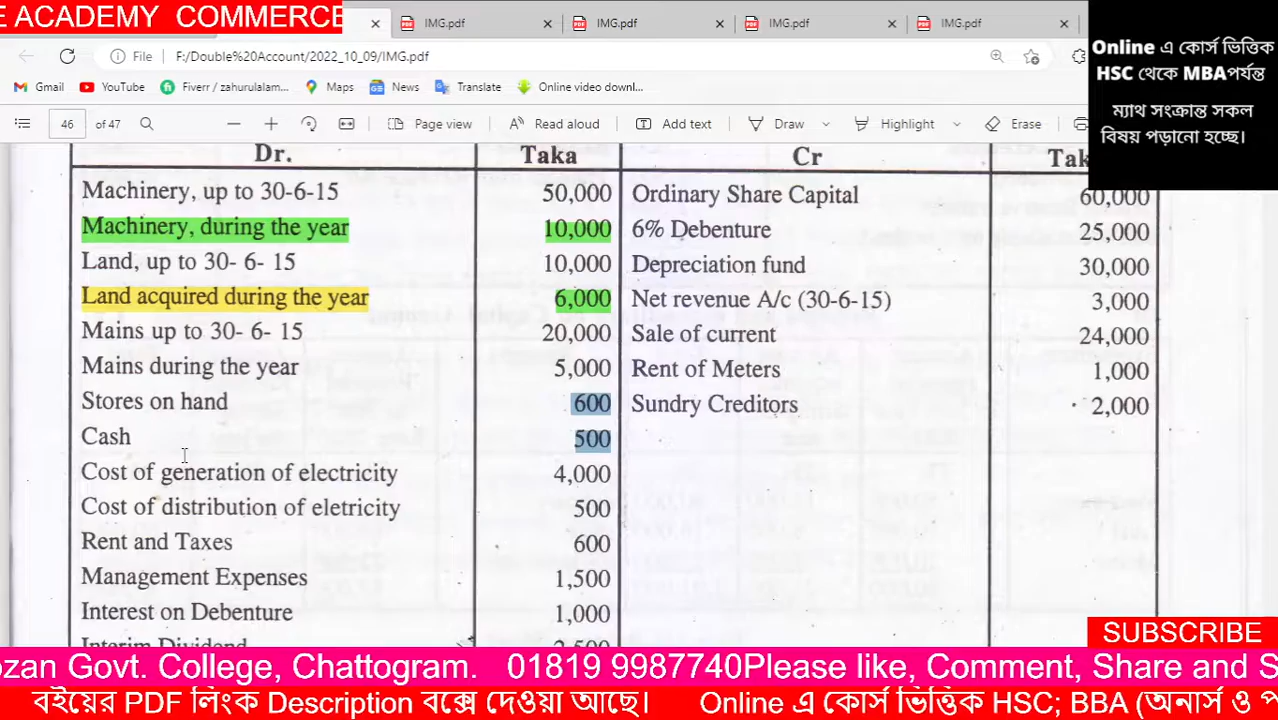 E ACADEMY COMMERCE
IMG.pdf
IMG.pdf
IMG.pdf
IMG.pdf
File F:/Double%20Account/2022_10_09/IMG.pdf
Gmail YouTube Fiverr / zahurulalam... Maps News Translate Online video downl...
46 of 47 Page view Read aloud Add text Draw Highlight Erase
Online এ কোর্স ভিত্তিক
HSC থেকে MBAপর্যন্ত
ম্যাথ সংক্রান্ত সকল
বিষয় পড়ানো হচ্ছে।
Dr. Taka Cr Tak
Machinery, up to 30-6-15 50,000 Ordinary Share Capital 60,000
Machinery, during the year 10,000 6% Debenture 25,000
Land, up to 30- 6- 15 10,000 Depreciation fund 30,000
Land acquired during the year 6,000 Net revenue A/c (30-6-15) 3,000
Mains up to 30- 6- 15 20,000 Sale of current 24,000
Mains during the year 5,000 Rent of Meters 1,000
Stores on hand 600 Sundry Creditors 2,000
Cash 500
Cost of generation of electricity 4,000
Cost of distribution of eletricity 500
Rent and Taxes 600
Management Expenses 1,500
Interest on Debenture 1,000
Interim Dividend 2,500
SUBSCRIBE
ozan Govt. College, Chattogram. 01819 9987740Please like, Comment, Share and S
বইয়ের PDF লিংক Description বক্সে দেওয়া আছে। Online এ কোর্স ভিত্তিক HSC; BBA (অনার্স ও প